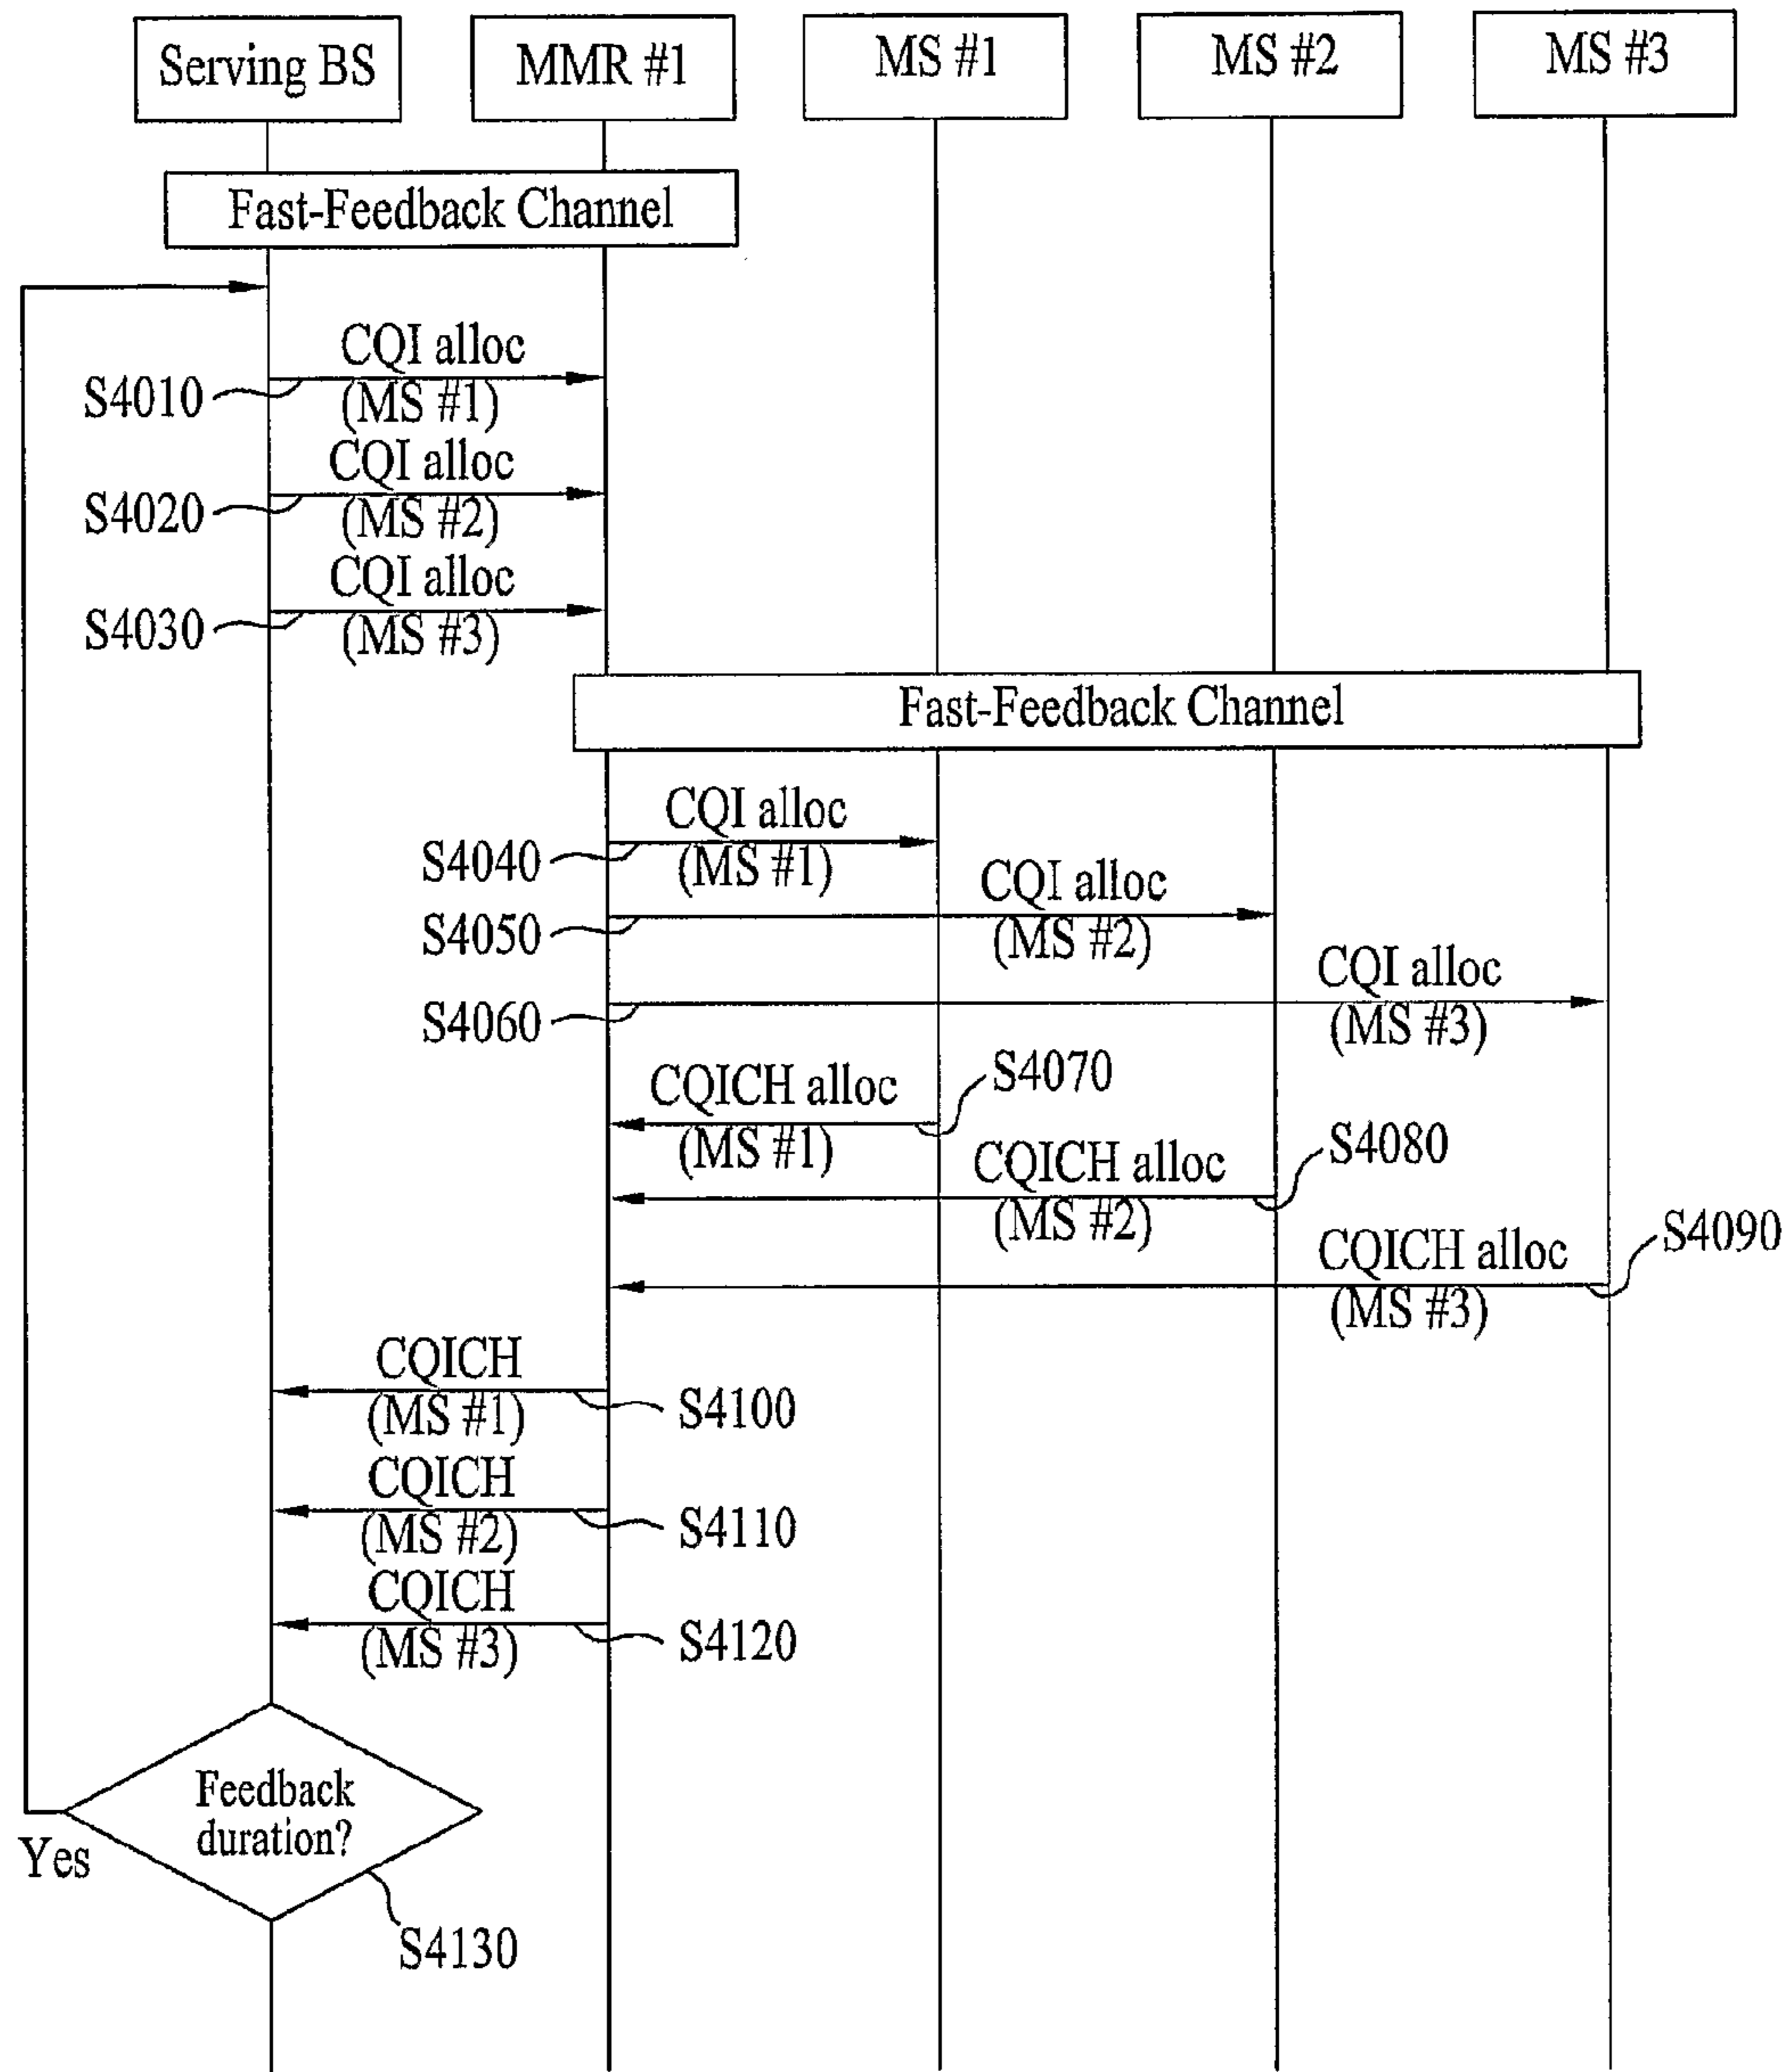 Serving BS
MMR #1
MS #1
MS #2
MS #3
Fast-Feedback Channel
CQI alloc
(MS #1)
S4010
CQI alloc
(MS #2)
S4020
CQI alloc
(MS #3)
S4030
Fast-Feedback Channel
CQI alloc
(MS #1)
S4040
CQI alloc
(MS #2)
S4050
CQI alloc
(MS #3)
S4060
CQICH alloc
(MS #1)
S4070
CQICH alloc
(MS #2)
S4080
CQICH alloc
(MS #3)
S4090
CQICH
(MS #1)
S4100
CQICH
(MS #2)
S4110
CQICH
(MS #3)
S4120
Feedback
duration?
Yes
S4130